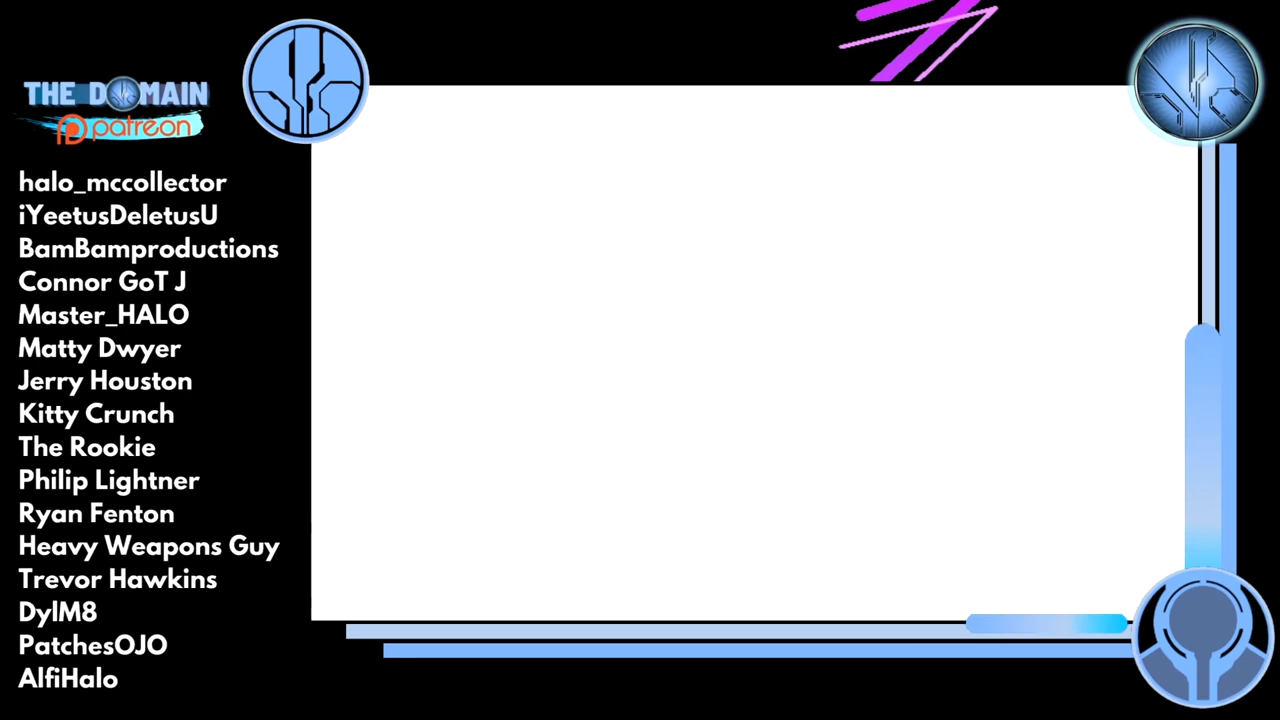 THE DOMAIN
patreon
halo_mccollector
iYeetusDeletusU
BamBamproductions
Connor GoT J
Master_HALO
Matty Dwyer
Jerry Houston
Kitty Crunch
The Rookie
Philip Lightner
Ryan Fenton
Heavy Weapons Guy
Trevor Hawkins
DylM8
PatchesOJO
AlfiHalo